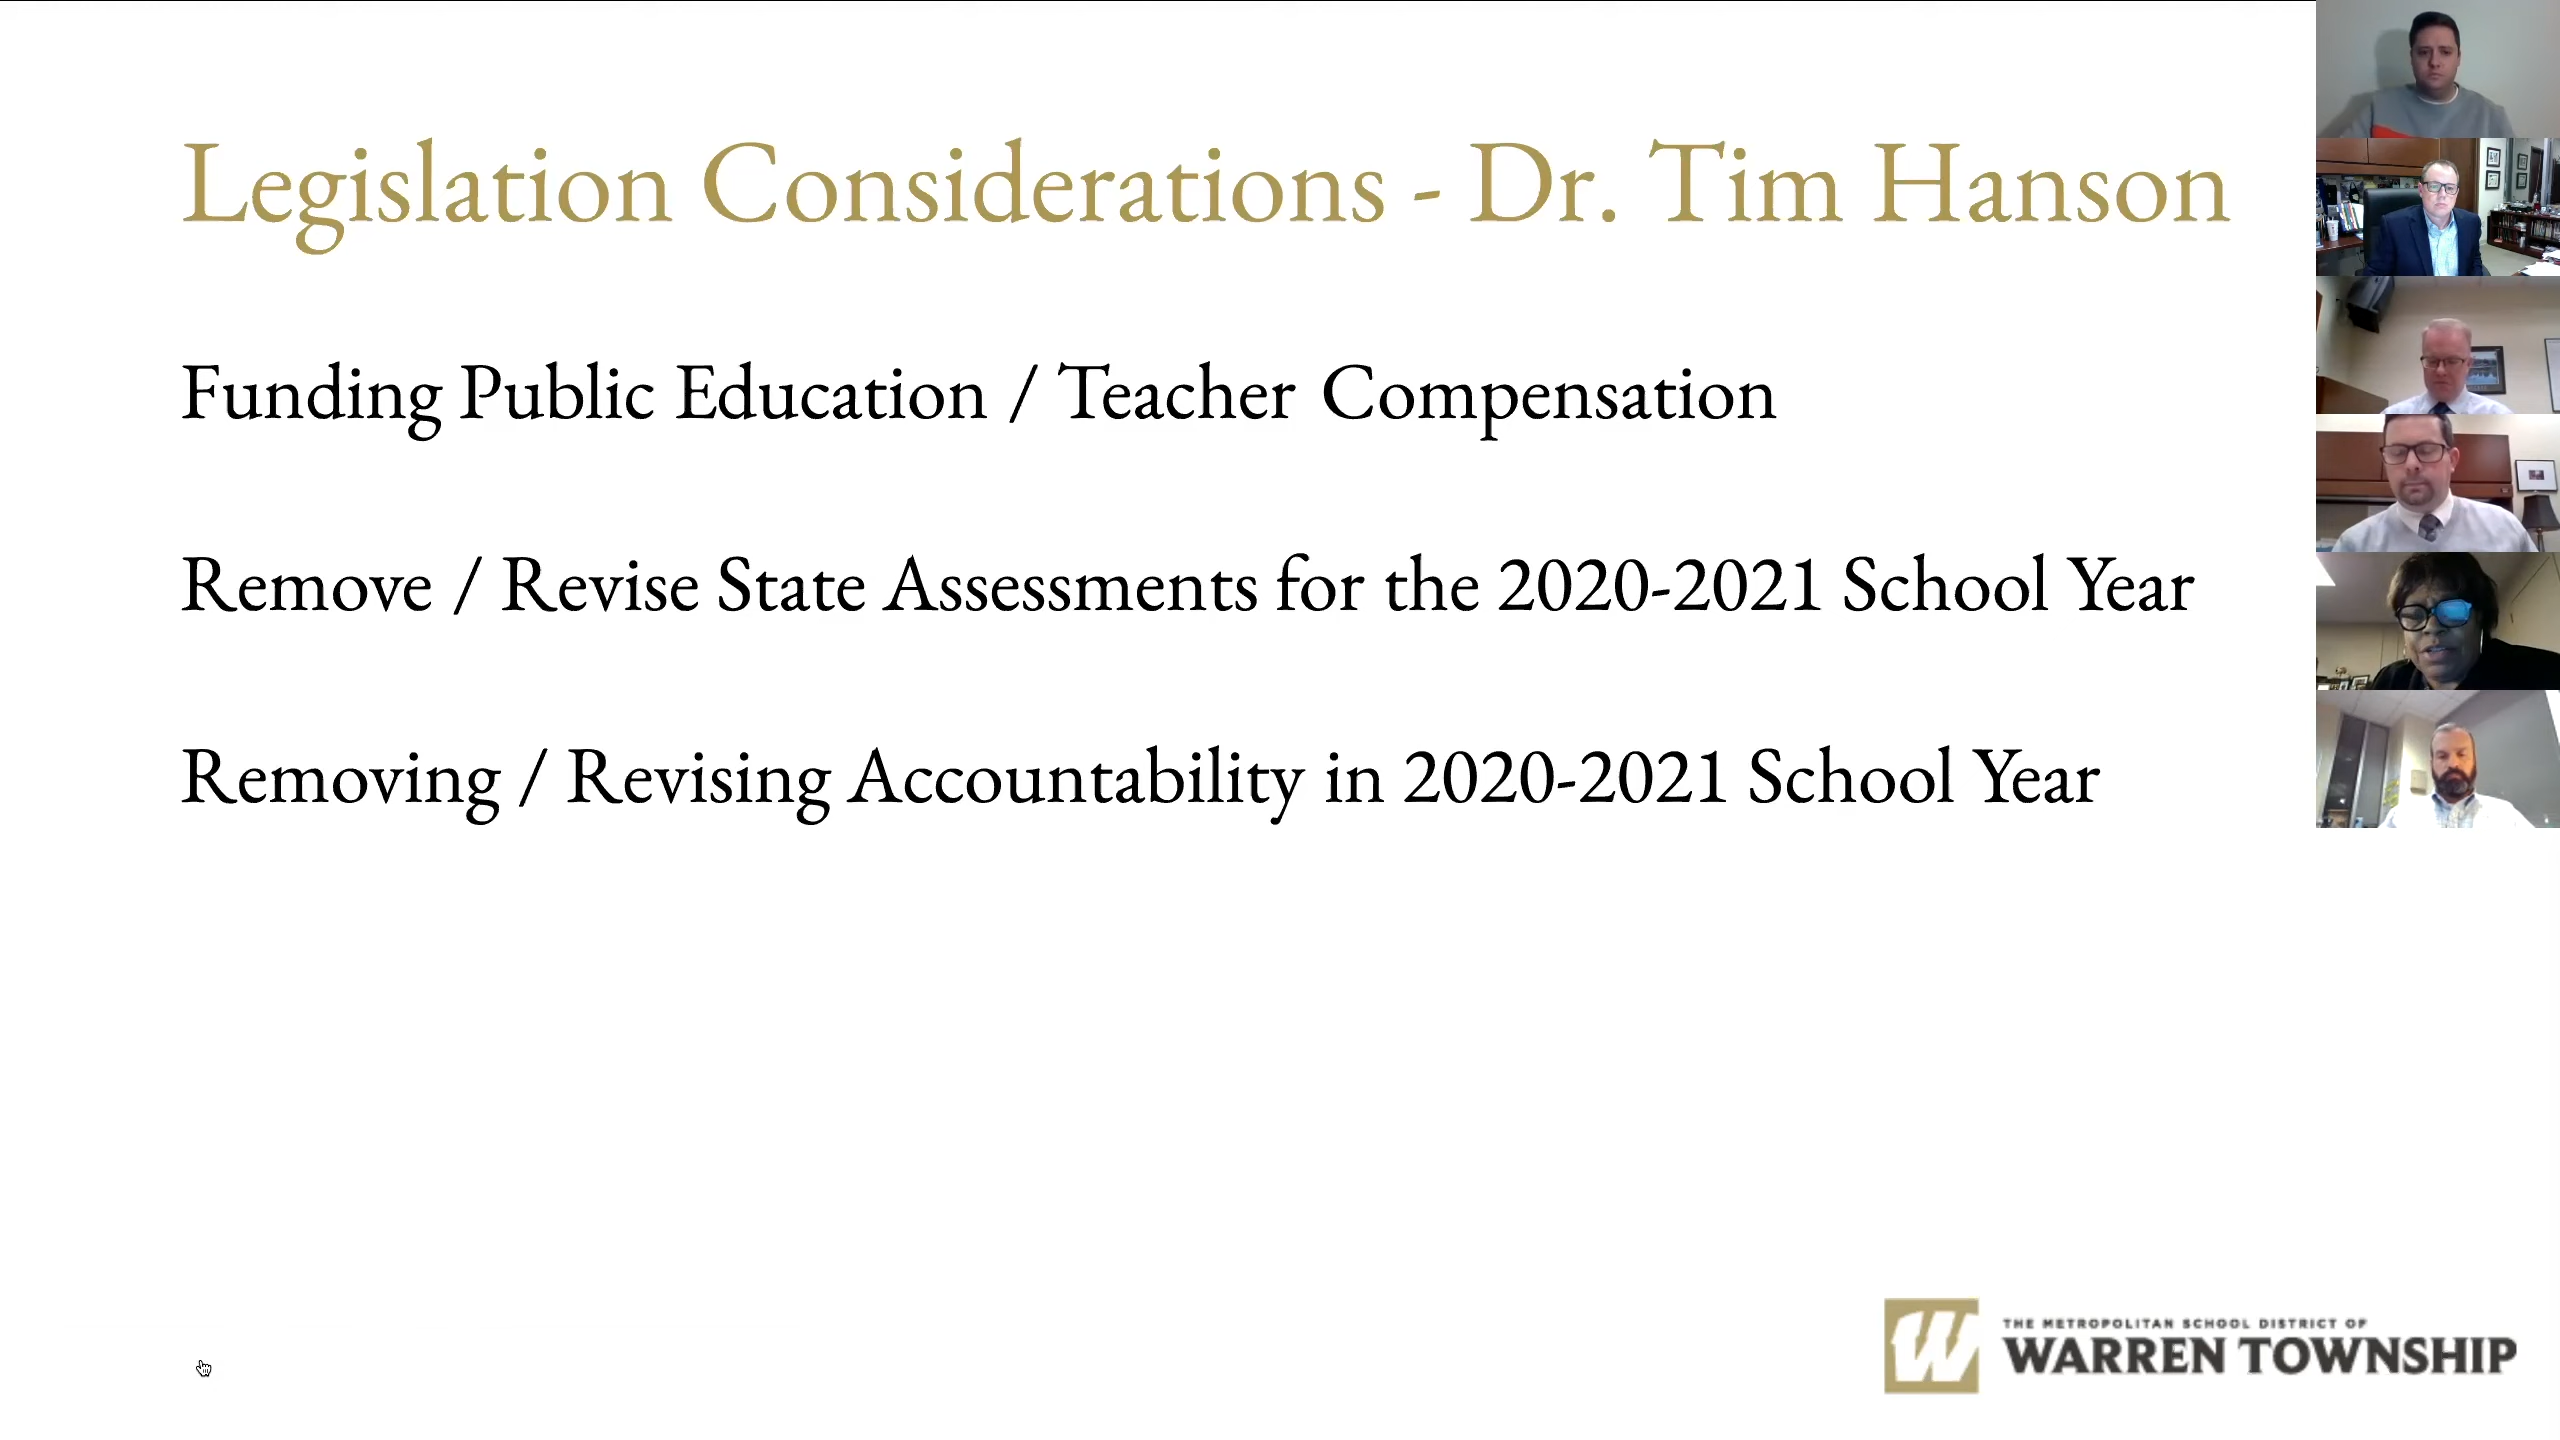 Legislation Considerations - Dr. Tim Hanson
Funding Public Education / Teacher Compensation
Remove / Revise State Assessments for the 2020-2021 School Year
Removing / Revising Accountability in 2020-2021 School Year
W
THE METROPOLITAN SCHOOL DISTRICT OF
WARREN TOWNSHIP